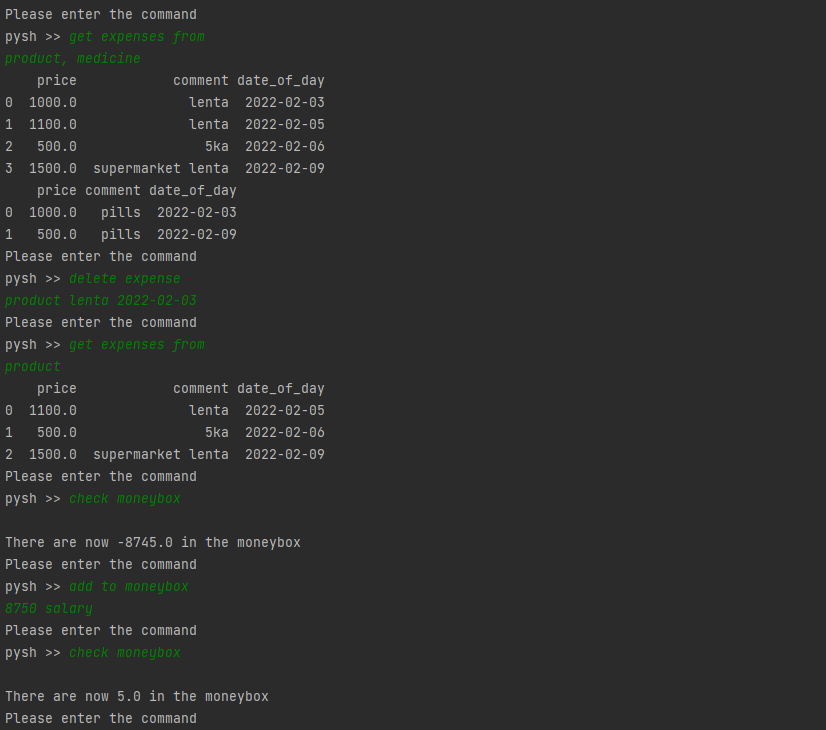 Please enter the command
pysh >> get expenses from
product, medicine
    price            comment date_of_day
0  1000.0              lenta  2022-02-03
1  1100.0              lenta  2022-02-05
2   500.0                5ka  2022-02-06
3  1500.0  supermarket lenta  2022-02-09
    price comment date_of_day
0  1000.0   pills  2022-02-03
1   500.0   pills  2022-02-09
Please enter the command
pysh >> delete expense
product lenta 2022-02-03
Please enter the command
pysh >> get expenses from
product
    price            comment date_of_day
0  1100.0              lenta  2022-02-05
1   500.0                5ka  2022-02-06
2  1500.0  supermarket lenta  2022-02-09
Please enter the command
pysh >> check moneybox

There are now -8745.0 in the moneybox
Please enter the command
pysh >> add to moneybox
8750 salary
Please enter the command
pysh >> check moneybox

There are now 5.0 in the moneybox
Please enter the command